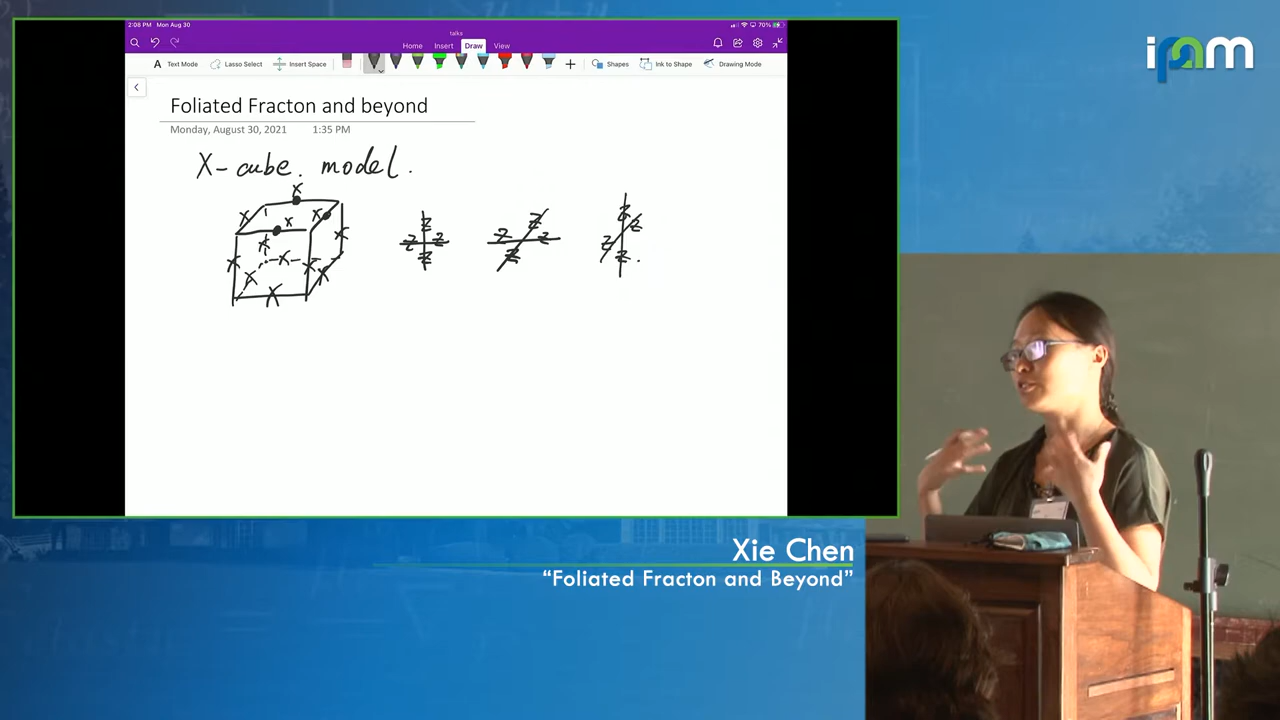 2:08 PM Mon Aug 30
talks
70%
Home Insert Draw View
Text Mode Lasso Select Insert Space Shapes Ink to Shape Drawing Mode
ipam
Foliated Fracton and beyond
Monday, August 30, 2021 1:35 PM
X-cube. model.
X
X X X
X X X X X
X X
X
Z
Z Z
Z
Z
Z Z
Z
Z
Z
Z
Z.
Xie Chen
“Foliated Fracton and Beyond”